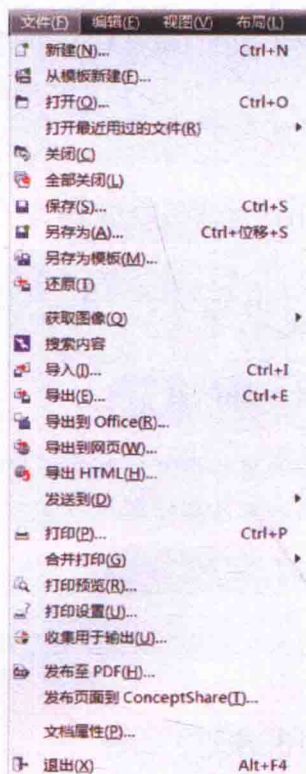 文件(F) 编辑(E) 视图(V) 布局(L)
新建(N)... Ctrl+N
从模板新建(F)...
打开(O)... Ctrl+O
打开最近用过的文件(R)
关闭(C)
全部关闭(L)
保存(S)... Ctrl+S
另存为(A)... Ctrl+位移+S
另存为模板(M)...
还原(T)
获取图像(Q)
搜索内容
导入(I)... Ctrl+I
导出(E)... Ctrl+E
导出到 Office(R)...
导出到网页(W)...
导出 HTML(H)...
发送到(D)
打印(P)... Ctrl+P
合并打印(G)
打印预览(R)...
打印设置(U)...
收集用于输出(U)...
发布至 PDF(H)...
发布页面到 ConceptShare(T)...
文档属性(P)...
退出(X) Alt+F4